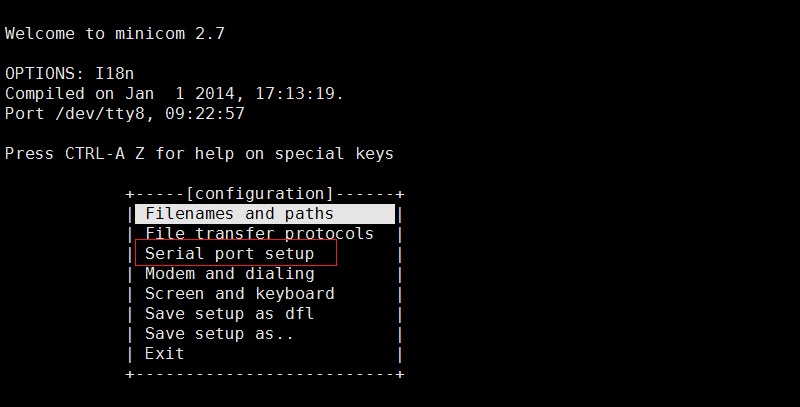 Welcome to minicom 2.7
OPTIONS: I18n
Compiled on Jan  1 2014, 17:13:19.
Port /dev/tty8, 09:22:57
Press CTRL-A Z for help on special keys
+-----[configuration]------+
| Filenames and paths      |
| File transfer protocols  |
| Serial port setup        |
| Modem and dialing        |
| Screen and keyboard      |
| Save setup as dfl        |
| Save setup as..          |
| Exit                     |
+--------------------------+